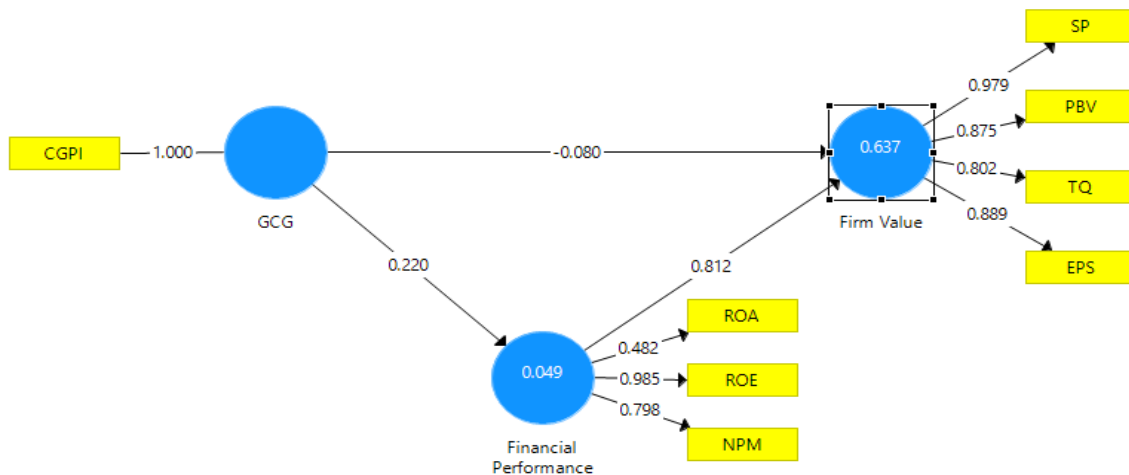 SP
0.979
PBV
0.875
CGPI
1.000
-0.080
0.637
0.802
TQ
GCG
Firm Value
0.889
0.220
0.812
EPS
ROA
0.482
0.049
0.985
ROE
0.798
NPM
Financial
Performance